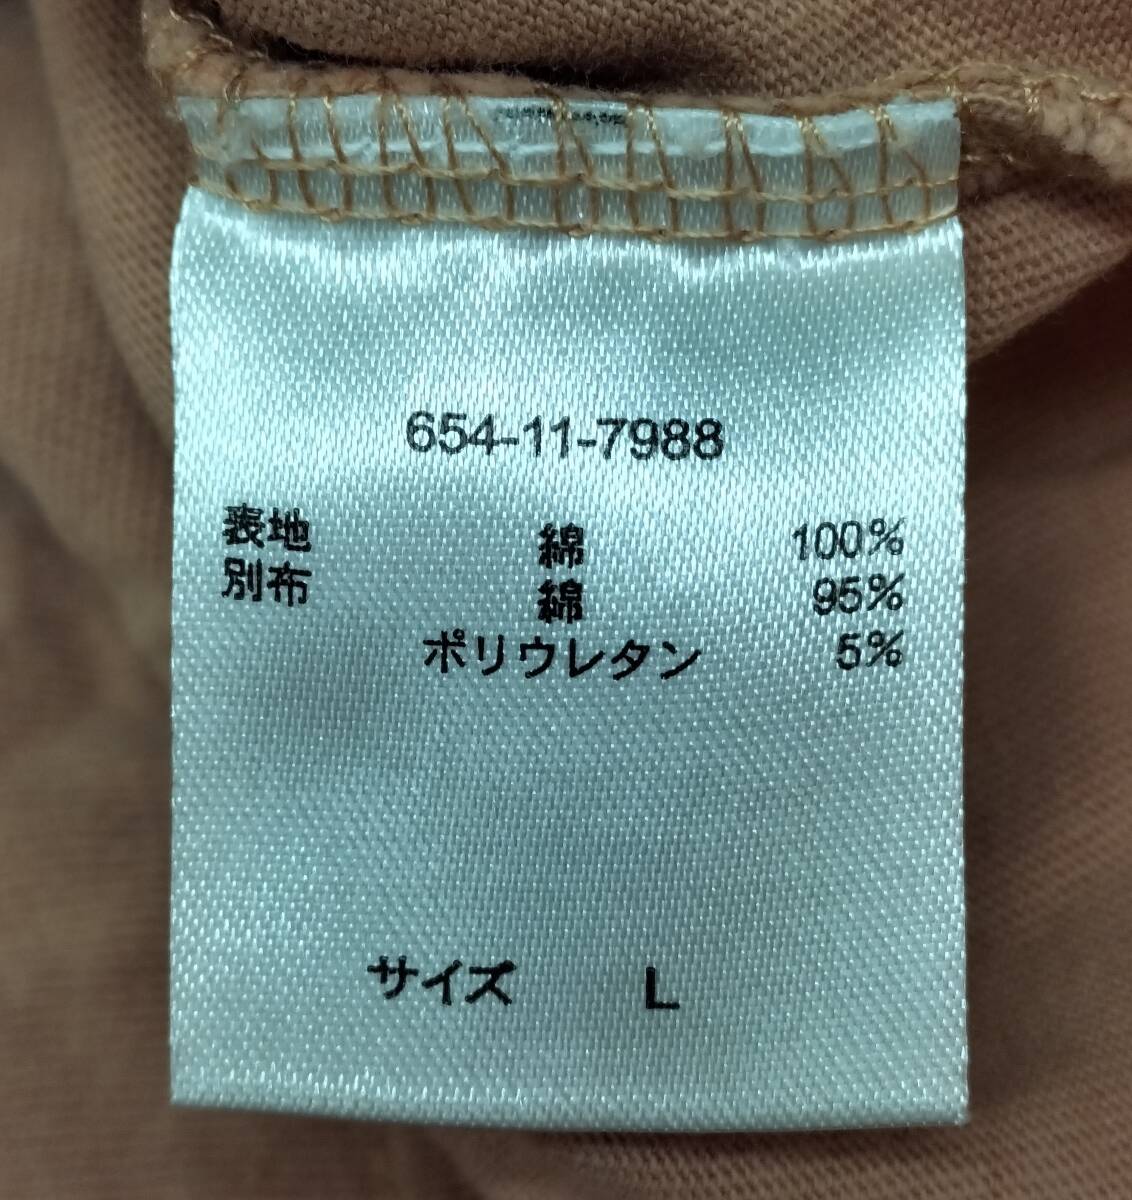 654-11-7988
表地 綿 100%
別布 綿 95%
ポリウレタン 5%
サイズ L